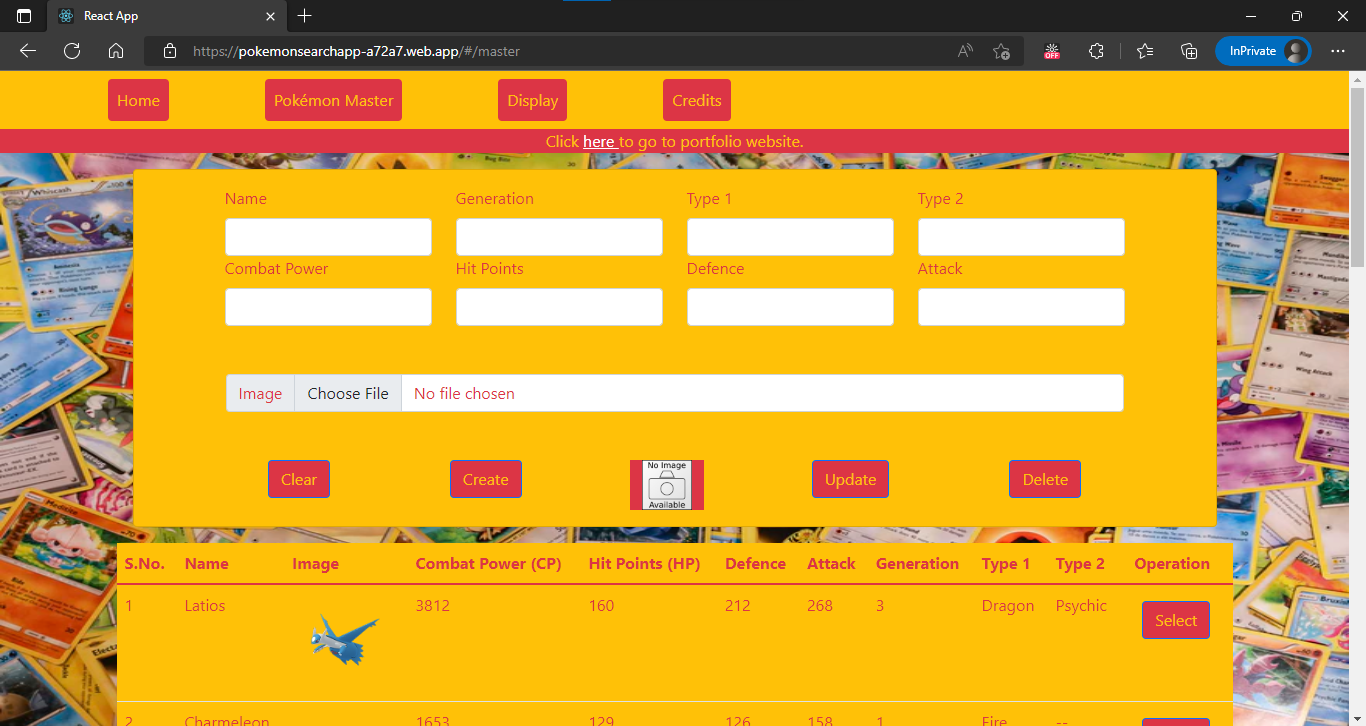 React App
https://pokemonsearchapp-a72a7.web.app/#/master
OFF
InPrivate
Home Pokémon Master Display Credits
Click here to go to portfolio website.
Name Generation Type 1 Type 2
Combat Power Hit Points Defence Attack
Image Choose File No file chosen
Clear Create No Image Available Update Delete
S.No. Name Image Combat Power (CP) Hit Points (HP) Defence Attack Generation Type 1 Type 2 Operation
1 Latios 3812 160 212 268 3 Dragon Psychic Select
2 Charmeleon 1653 129 126 158 1 Fire --